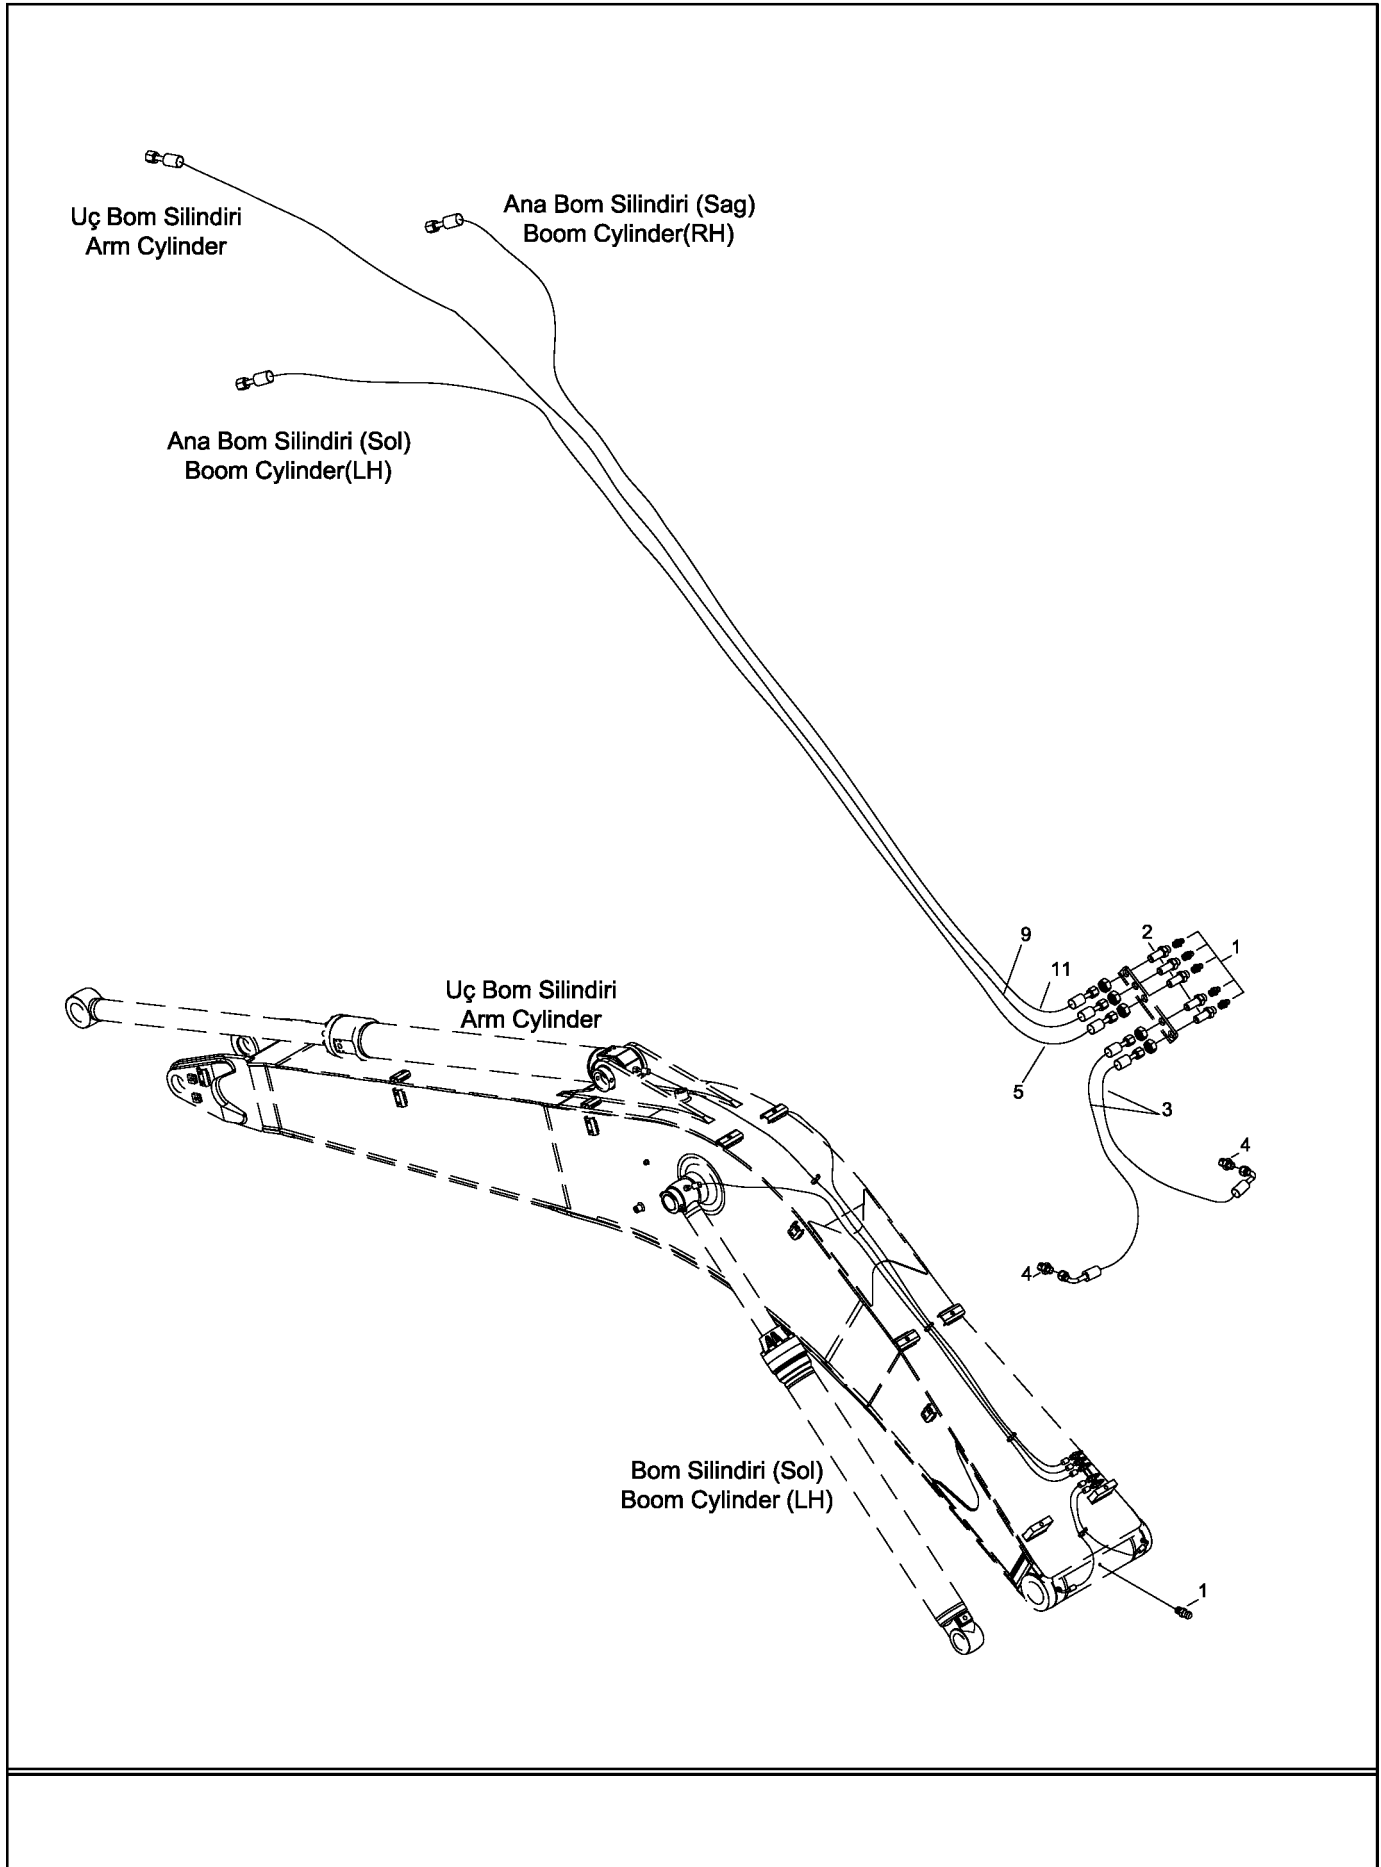 Uç Bom Silindiri
Arm Cylinder
Ana Bom Silindiri (Sag)
Boom Cylinder(RH)
Ana Bom Silindiri (Sol)
Boom Cylinder(LH)
9
2
1
11
5
3
4
4
Uç Bom Silindiri
Arm Cylinder
Bom Silindiri (Sol)
Boom Cylinder (LH)
1